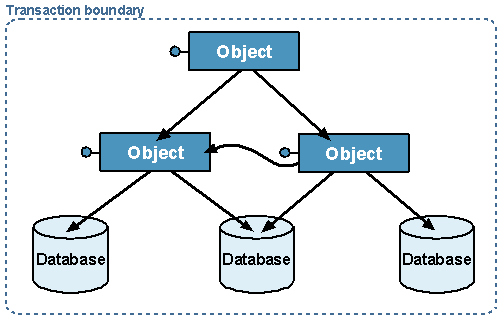 Transaction boundary
Object
Object
Object
Database
Database
Database